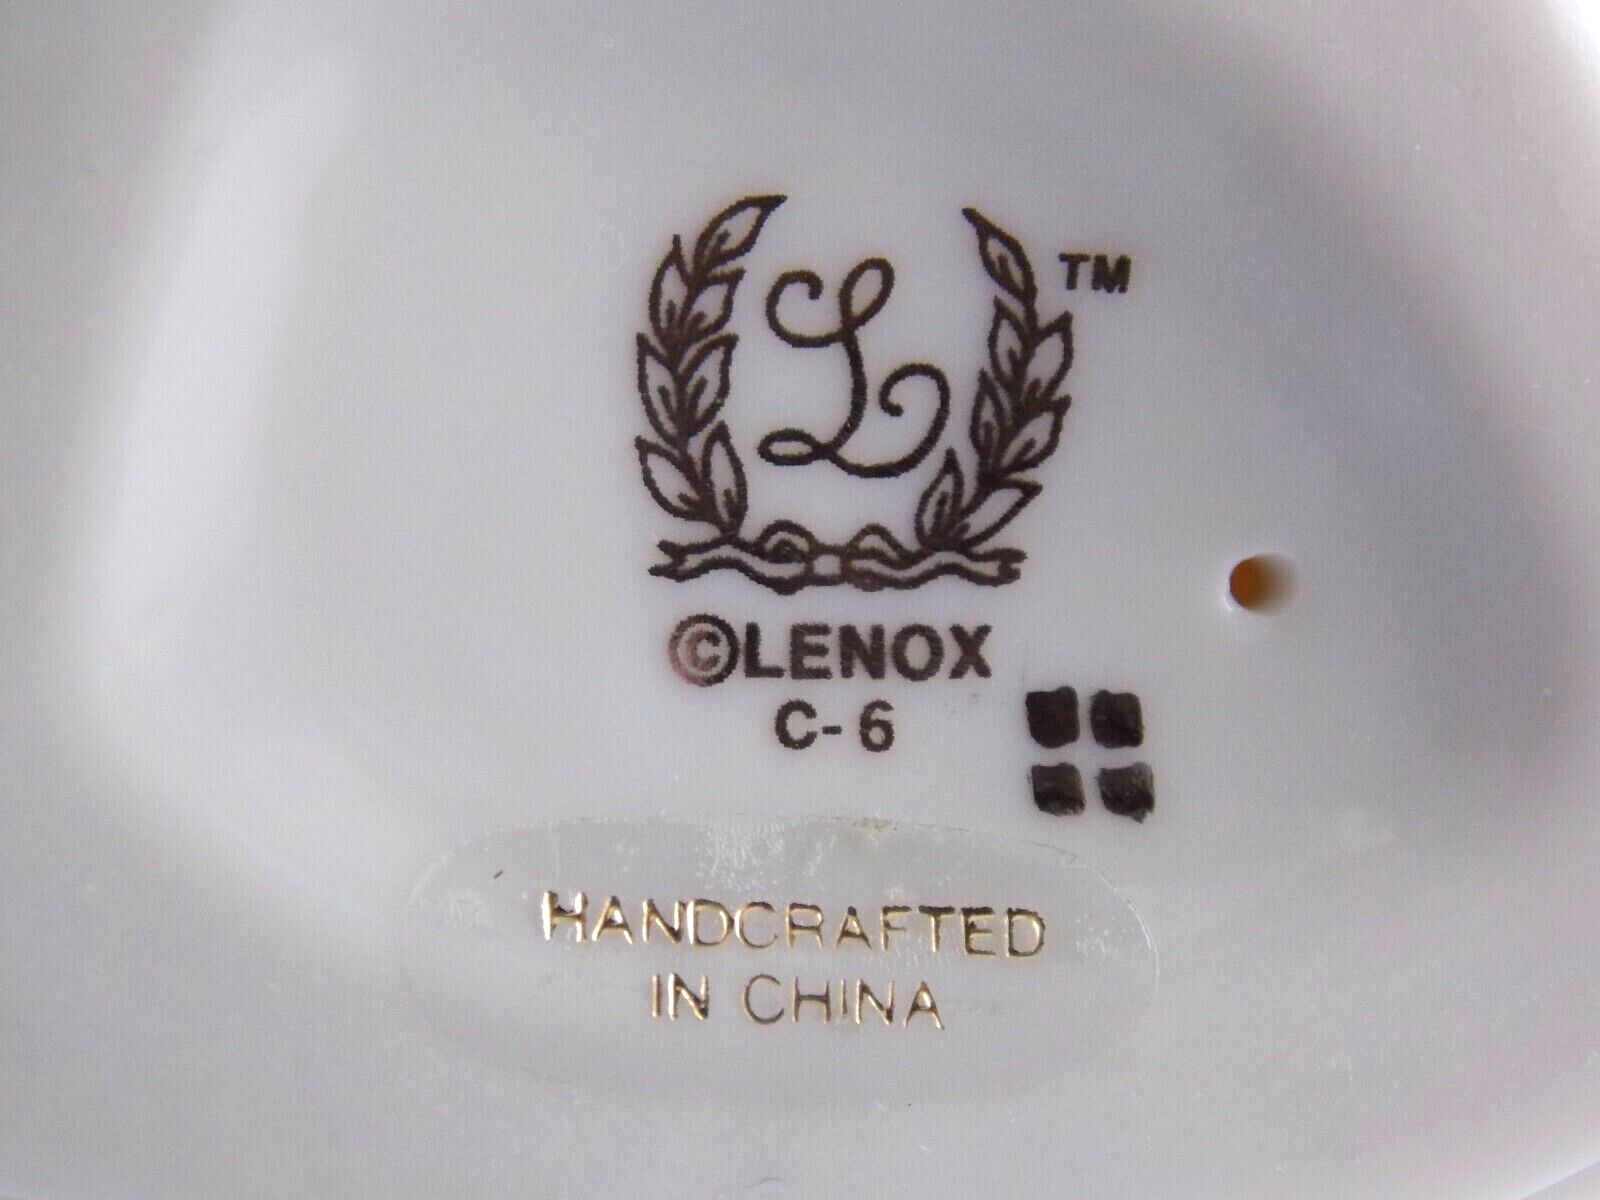 L
TM
©LENOX
C-6
HANDCRAFTED
IN CHINA